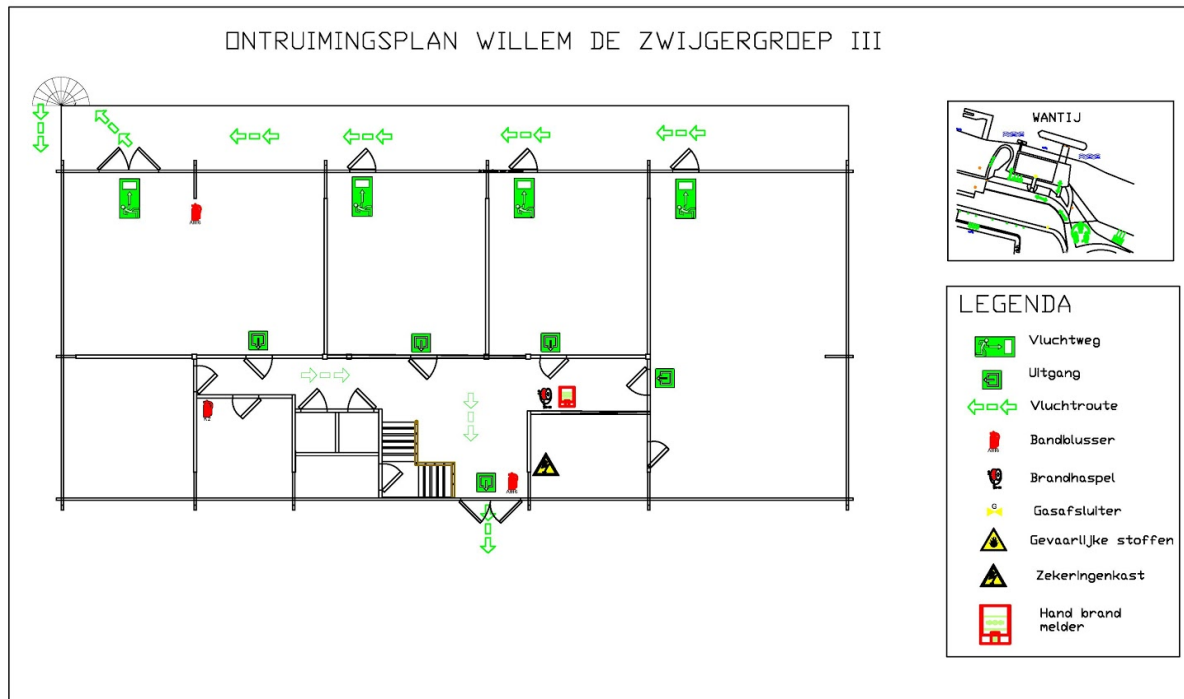 ONTRUIMINGSPLAN WILLEM DE ZWIJGERGROEP III
WANTIJ
LEGENDA
Vluchtweg
Uitgang
Vluchtroute
Bandblusser
Brandhaspel
G
Gasafsluiter
Gevaarlijke stoffen
Zekeringenkast
Hand brand
melder